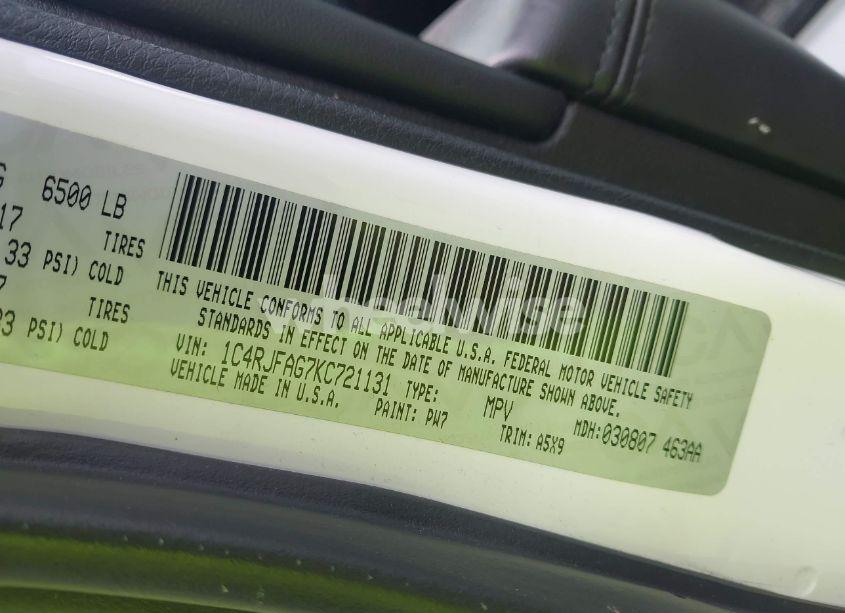 6500 LB
TIRES
33 PSI) COLD
TIRES
PSI) COLD
THIS VEHICLE CONFORMS TO ALL APPLICABLE U.S.A. FEDERAL MOTOR VEHICLE SAFETY
STANDARDS IN EFFECT ON THE DATE OF MANUFACTURE SHOWN ABOVE.
VIN: 1C4RJFAG7KC721131 TYPE: MPV MDH:030807 463AA
VEHICLE MADE IN U.S.A. PAINT: PW7 TRIM: A5X9
wheelwise